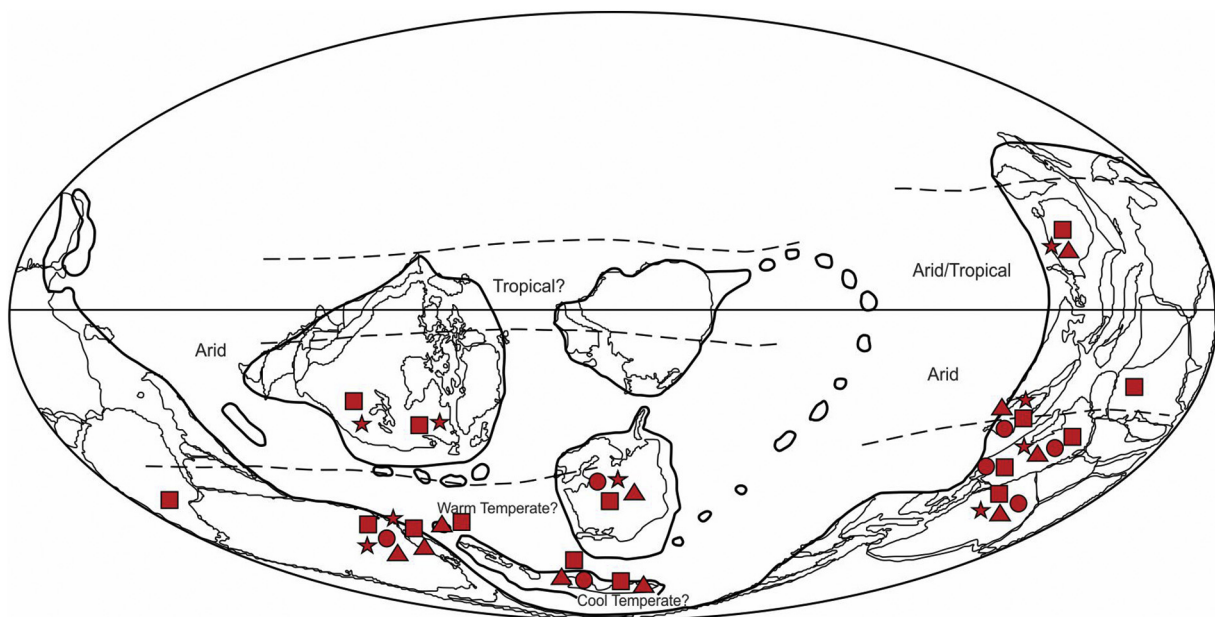 Arid/Tropical
Tropical?
Arid
Arid
Warm Temperate?
Cool Temperate?